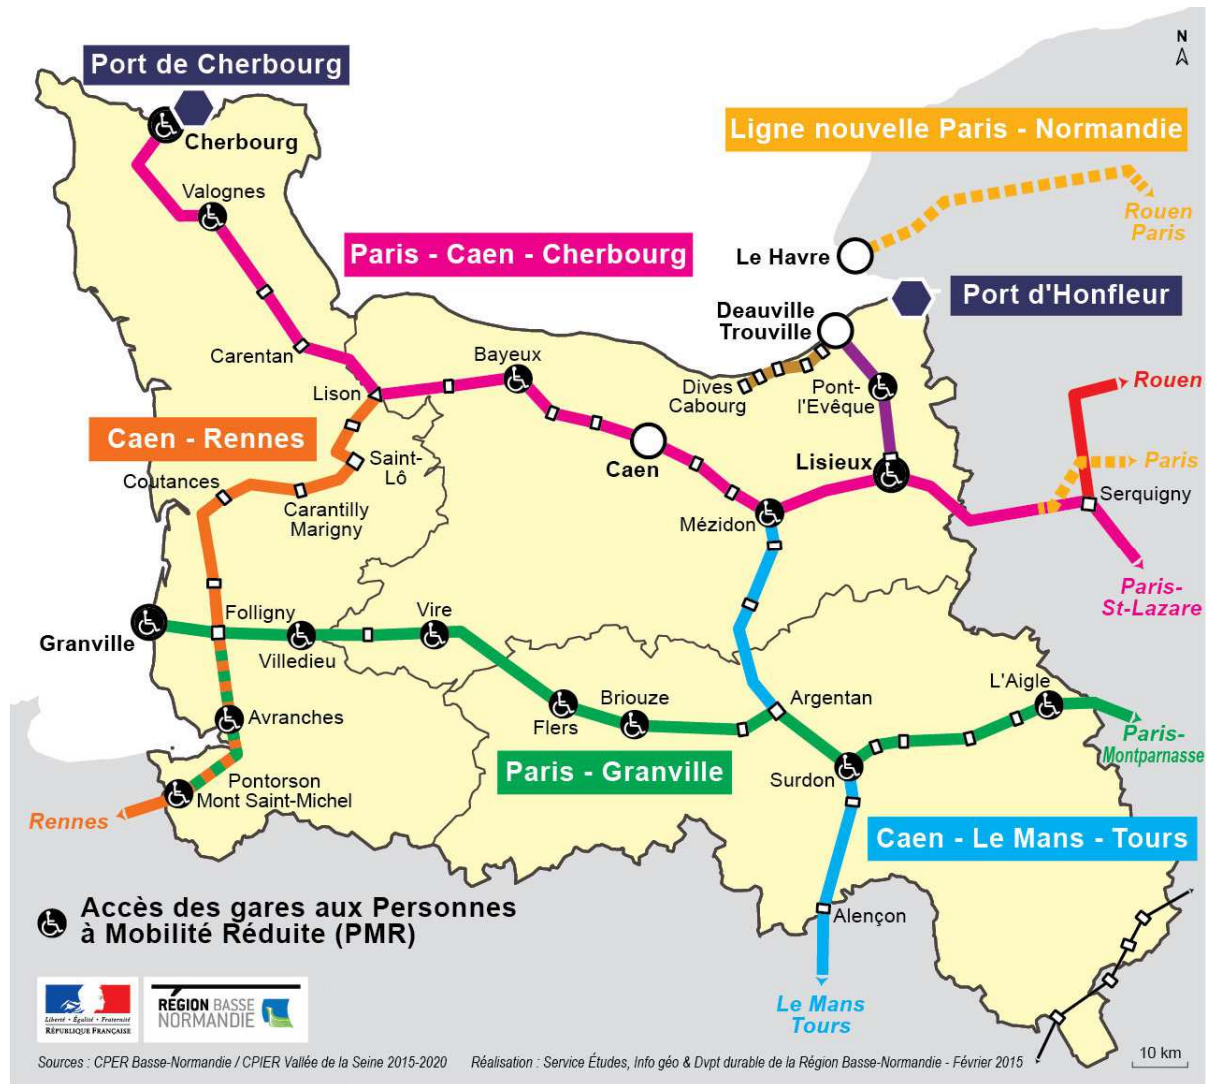 Port de Cherbourg
N
Cherbourg
Ligne nouvelle Paris - Normandie
Valognes
Rouen
Paris
Paris - Caen - Cherbourg
Le Havre
Port d'Honfleur
Deauville
Trouville
Carentan
Bayeux
Lison
Dives
Cabourg
Pont-
l'Evêque
Rouen
Caen - Rennes
Saint-
Lô
Caen
Lisieux
Paris
Coutances
Carantilly
Marigny
Mézidon
Serquigny
Paris-
St-Lazare
Folligny
Vire
Granville
Villedieu
L'Aigle
Briouze
Argentan
Avranches
Flers
Paris-
Montparnasse
Paris - Granville
Surdon
Pontorson
Mont Saint-Michel
Rennes
Caen - Le Mans - Tours
Accès des gares aux Personnes
à Mobilité Réduite (PMR)
Alençon
Le Mans
Tours
Liberté • Égalité • Fraternité
RÉPUBLIQUE FRANÇAISE
RÉGION BASSE
NORMANDIE
10 km
Sources : CPER Basse-Normandie / CPIER Vallée de la Seine 2015-2020
Réalisation : Service Études, Info géo & Dvpt durable de la Région Basse-Normandie - Février 2015